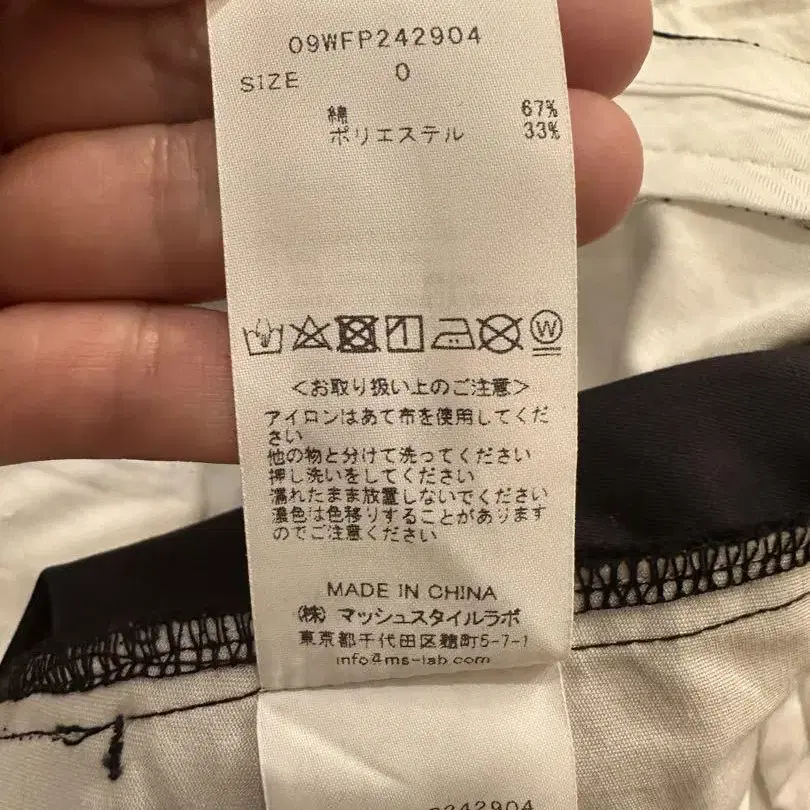 09WFP242904
SIZE 0
綿 67%
ポリエステル 33%
W
<お取り扱い上のご注意>
アイロンはあて布を使用してくだ
さい
他の物と分けて洗ってください
押し洗いをしてください
濡れたまま放置しないでください
濃色は色移りすることがあります
のでご注意ください
MADE IN CHINA
(株) マッシュスタイルラボ
東京都千代田区麹町5-7-1
info@ms-lab.com
242904